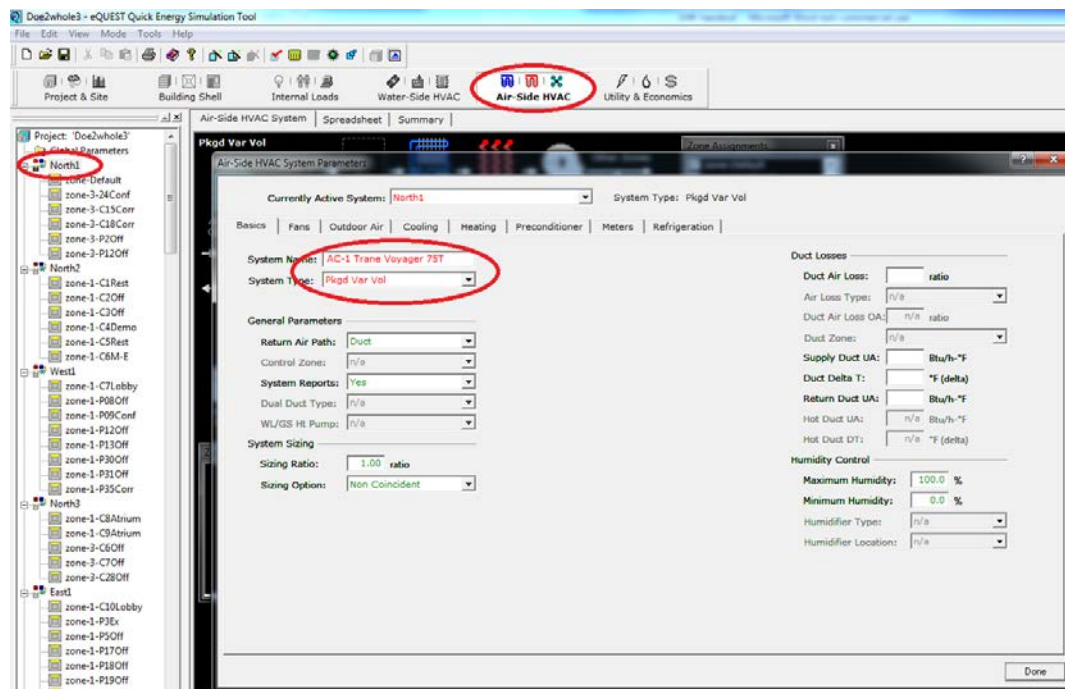 Doe2whole3 - eQUEST Quick Energy Simulation Tool
File Edit View Mode Tools Help
Project & Site Building Shell Internal Loads Water-Side HVAC Air-Side HVAC Utility & Economics
Air-Side HVAC System Spreadsheet Summary
Project: 'Doe2whole3'
Global Parameters
North1
zone-Default
zone-3-24Conf
zone-3-C15Corr
zone-3-C18Corr
zone-3-P2Off
zone-3-P12Off
North2
zone-1-C1Rest
zone-1-C2Off
zone-1-C3Off
zone-1-C4Demo
zone-1-C5Rest
zone-1-C6M-E
West1
zone-1-C7Lobby
zone-1-P08Off
zone-1-P09Conf
zone-1-P12Off
zone-1-P13Off
zone-1-P30Off
zone-1-P31Off
zone-1-P35Corr
North3
zone-1-C8Atrium
zone-1-C9Atrium
zone-3-C6Off
zone-3-C7Off
zone-3-C28Off
East1
zone-1-C10Lobby
zone-1-P3Ex
zone-1-P5Off
zone-1-P17Off
zone-1-P18Off
zone-1-P19Off
Pkgd Var Vol
Zone Assignments
Air-Side HVAC System Parameters
Currently Active System: North1 System Type: Pkgd Var Vol
Basics Fans Outdoor Air Cooling Heating Preconditioner Meters Refrigeration
System Name: AC-1 Trane Voyager 75T
System Type: Pkgd Var Vol
General Parameters
Return Air Path: Duct
Control Zone: n/a
System Reports: Yes
Dual Duct Type: n/a
WL/GS Ht Pump: n/a
System Sizing
Sizing Ratio: 1.00 ratio
Sizing Option: Non Coincident
Duct Losses
Duct Air Loss: ratio
Air Loss Type: n/a
Duct Air Loss OA: n/a ratio
Duct Zone: n/a
Supply Duct UA: Btu/h-°F
Duct Delta T: °F (delta)
Return Duct UA: Btu/h-°F
Hot Duct UA: n/a Btu/h-°F
Hot Duct DT: n/a °F (delta)
Humidity Control
Maximum Humidity: 100.0 %
Minimum Humidity: 0.0 %
Humidifier Type: n/a
Humidifier Location: n/a
Done